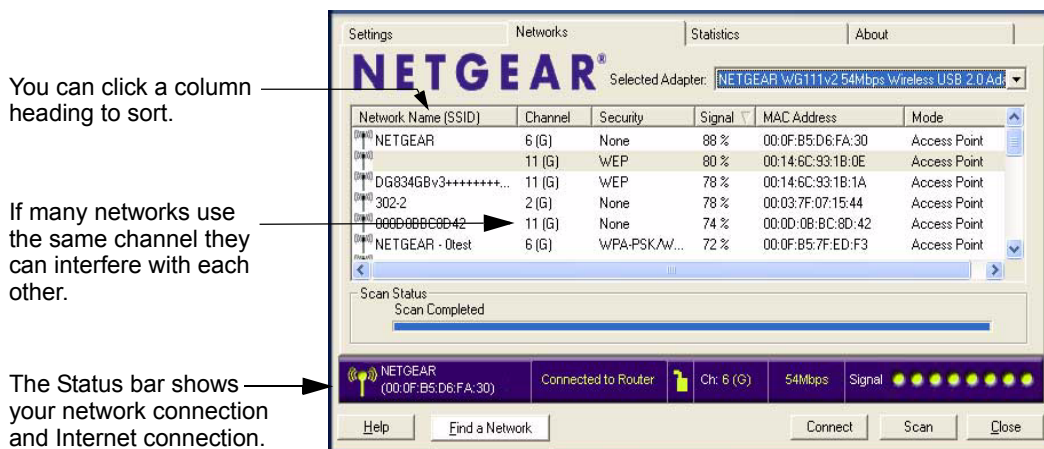 You can click a column
heading to sort.
If many networks use
the same channel they
can interfere with each
other.
The Status bar shows
your network connection
and Internet connection.
Settings Networks Statistics About
NETGEAR® Selected Adapter: NETGEAR WG111v2 54Mbps Wireless USB 2.0 Ada
Network Name (SSID) Channel Security Signal MAC Address Mode
NETGEAR 6 (G) None 88 % 00:0F:B5:D6:FA:30 Access Point
11 (G) WEP 80 % 00:14:6C:93:1B:0E Access Point
DG834GBv3++++++++... 11 (G) WEP 78 % 00:14:6C:93:1B:1A Access Point
302-2 2 (G) None 78 % 00:03:7F:07:15:44 Access Point
000D0BBC8D42 11 (G) None 74 % 00:0D:0B:BC:8D:42 Access Point
NETGEAR - 0test 6 (G) WPA-PSK/W... 72 % 00:0F:B5:7F:ED:F3 Access Point
Scan Status
Scan Completed
NETGEAR
(00:0F:B5:D6:FA:30) Connected to Router Ch: 6 (G) 54Mbps Signal
Help Find a Network Connect Scan Close